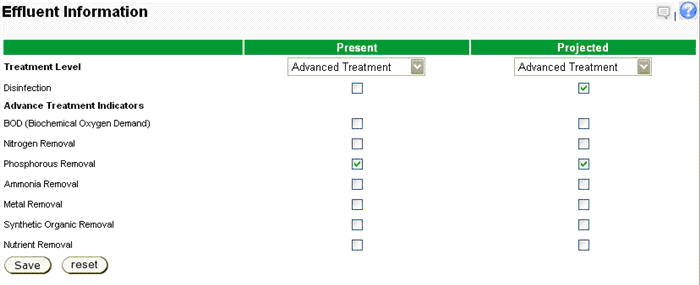 Effluent Information
Present Projected
Treatment Level Advanced Treatment Advanced Treatment
Disinfection
Advance Treatment Indicators
BOD (Biochemical Oxygen Demand)
Nitrogen Removal
Phosphorous Removal
Ammonia Removal
Metal Removal
Synthetic Organic Removal
Nutrient Removal
Save reset